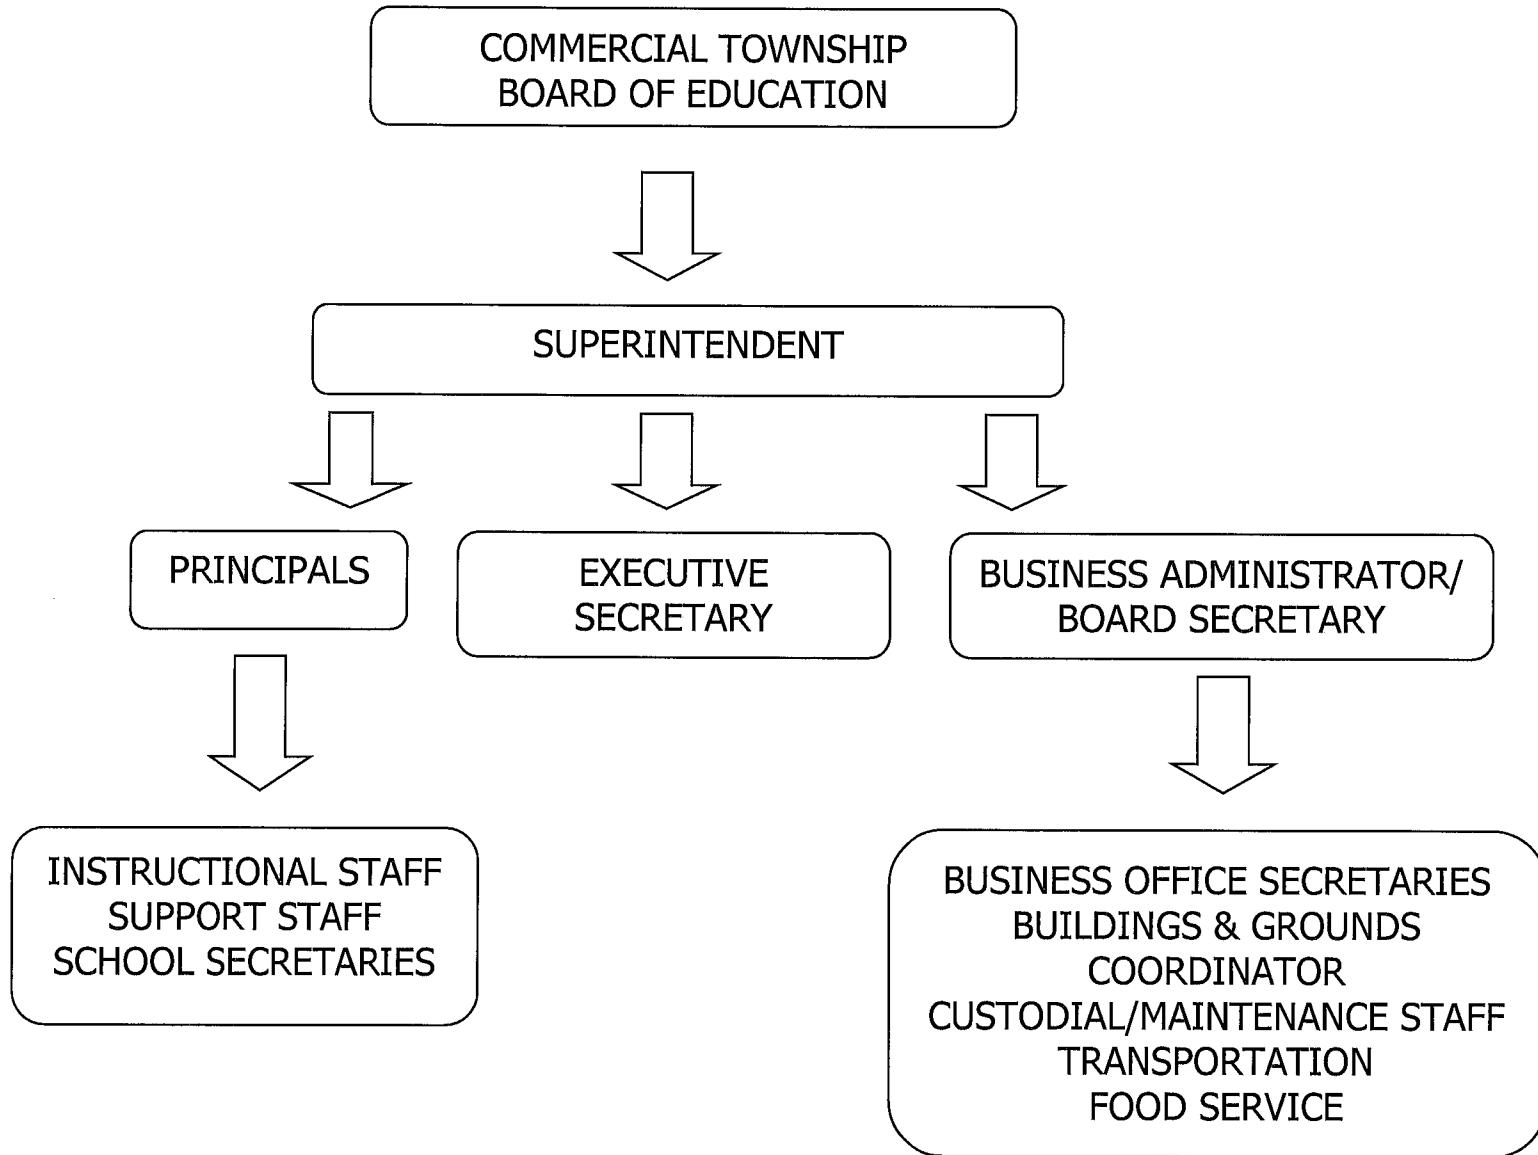 COMMERCIAL TOWNSHIP
BOARD OF EDUCATION
SUPERINTENDENT
PRINCIPALS
EXECUTIVE
SECRETARY
BUSINESS ADMINISTRATOR/
BOARD SECRETARY
INSTRUCTIONAL STAFF
SUPPORT STAFF
SCHOOL SECRETARIES
BUSINESS OFFICE SECRETARIES
BUILDINGS & GROUNDS
COORDINATOR
CUSTODIAL/MAINTENANCE STAFF
TRANSPORTATION
FOOD SERVICE